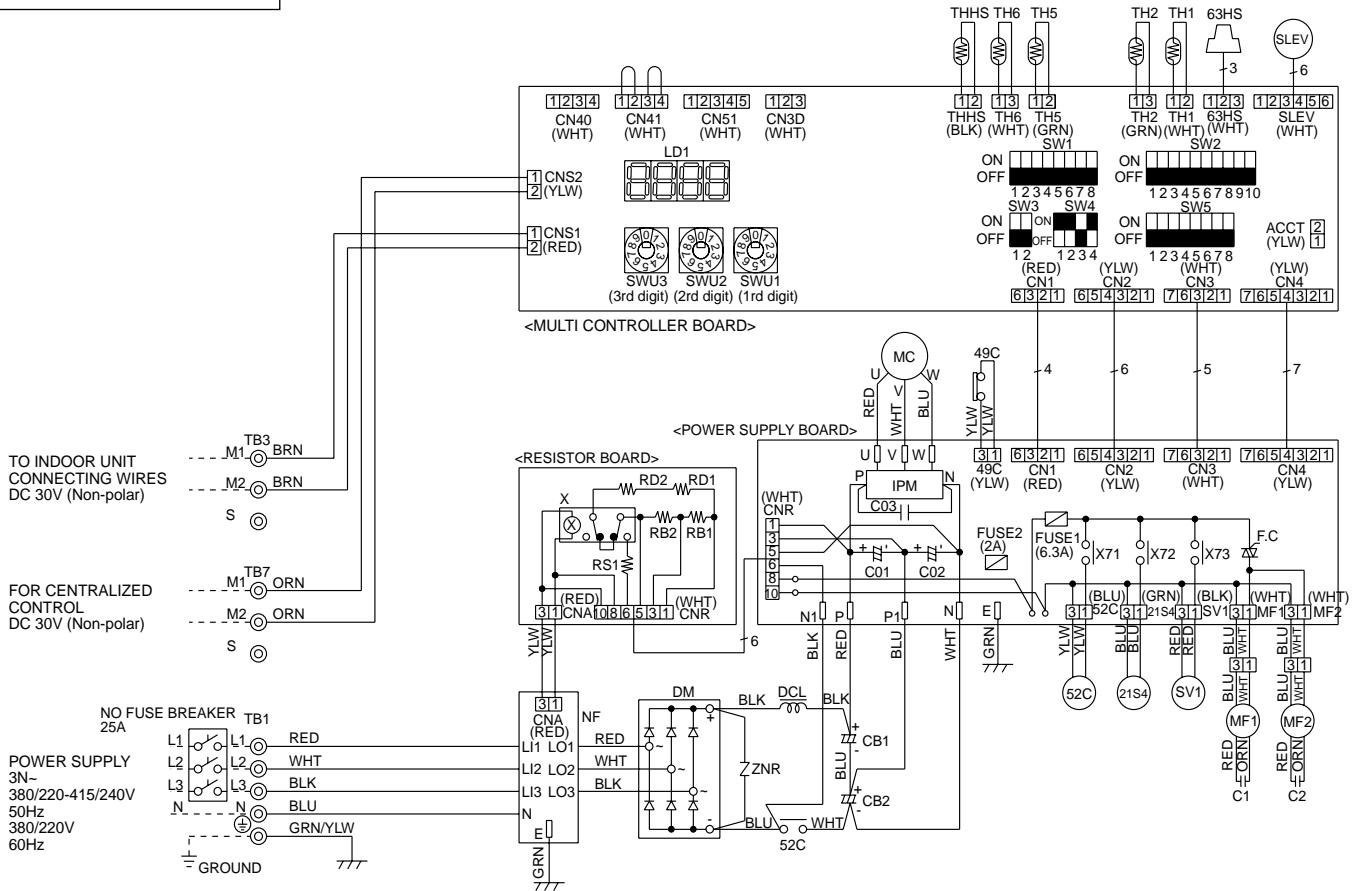 THHS TH6 TH5 TH2 TH1 63HS
SLEV
3 6
1 2 3 4 1 2 3 4 1 2 3 4 5 1 2 3 1 2 1 3 1 2 1 3 1 2 1 2 3 1 2 3 4 5 6
CN40 CN41 CN51 CN3D THHS TH6 TH5 TH2 TH1 63HS SLEV
(WHT) (WHT) (WHT) (WHT) (BLK) (WHT) (GRN) (GRN) (WHT) (WHT) (WHT)
LD1 SW1 SW2
ON ON
OFF OFF
1 2 3 4 5 6 7 8 1 2 3 4 5 6 7 8 9 10
1 CNS2
2 (YLW)
SW3 SW4 SW5
ON ON ON
OFF OFF OFF
1 2 1 2 3 4 1 2 3 4 5 6 7 8
ACCT 2
(YLW) 1
1 CNS1
2 (RED)
SWU3 SWU2 SWU1
(3rd digit) (2rd digit) (1rd digit)
(RED) (YLW) (WHT) (YLW)
CN1 CN2 CN3 CN4
6 3 2 1 6 5 4 3 2 1 7 6 3 2 1 7 6 5 4 3 2 1
<MULTI CONTROLLER BOARD>
MC
U V W
RED WHT BLU
49C
YLW YLW
4 6 5 7
<POWER SUPPLY BOARD>
U V W
3 1 6 3 2 1 6 5 4 3 2 1 7 6 3 2 1 7 6 5 4 3 2 1
49C CN1 CN2 CN3 CN4
(YLW) (RED) (YLW) (WHT) (YLW)
P IPM N
C03
TO INDOOR UNIT
CONNECTING WIRES
DC 30V (Non-polar)
TB3
M1 BRN
M2 BRN
S
<RESISTOR BOARD>
RD2 RD1
X
X
RB2 RB1
RS1
(RED)
CNA
3 1 10 8 6 5 3 1
(WHT)
CNR
YLW YLW
6
(WHT)
CNR
1
3
5
6
8
10
+ - + -
C01 C02
FUSE2
(2A)
FUSE1
(6.3A)
X71 X72 X73 F.C
N1 P P1 N E
BLK RED BLU WHT GRN
(BLU) (GRN) (BLK) (WHT) (WHT)
3 1 52C 3 1 21S4 3 1 SV1 3 1 MF1 3 1 MF2
YLW YLW BLU BLU RED RED BLU WHT BLU WHT
3 1 3 1
BLU WHT BLU WHT
52C 21S4 SV1 MF1 MF2
RED ORN RED ORN
C1 C2
FOR CENTRALIZED
CONTROL
DC 30V (Non-polar)
TB7
M1 ORN
M2 ORN
S
NO FUSE BREAKER
25A
TB1
POWER SUPPLY
3N~
380/220-415/240V
50Hz
380/220V
60Hz
L1 L1 RED
L2 L2 WHT
L3 L3 BLK
N N BLU
GRN/YLW
GROUND
3 1
CNA
(RED)
NF
LI1 LO1 RED
LI2 LO2 WHT
LI3 LO3 BLK
N
E
GRN
DM
+
~
~
~
-
ZNR
BLK DCL BLK
+
CB1
-
BLU
+
CB2
-
BLU 52C WHT